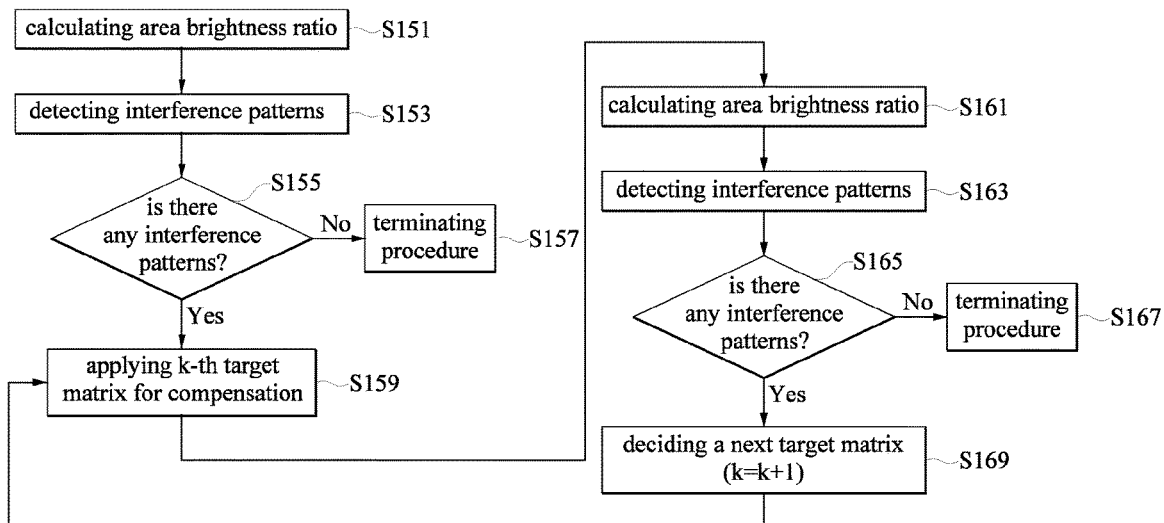 calculating area brightness ratio
S151
detecting interference patterns
S153
S155
is there
any interference
patterns?
No
terminating
procedure
S157
Yes
applying k-th target
matrix for compensation
S159
calculating area brightness ratio
S161
detecting interference patterns
S163
S165
is there
any interference
patterns?
No
terminating
procedure
S167
Yes
deciding a next target matrix
(k=k+1)
S169